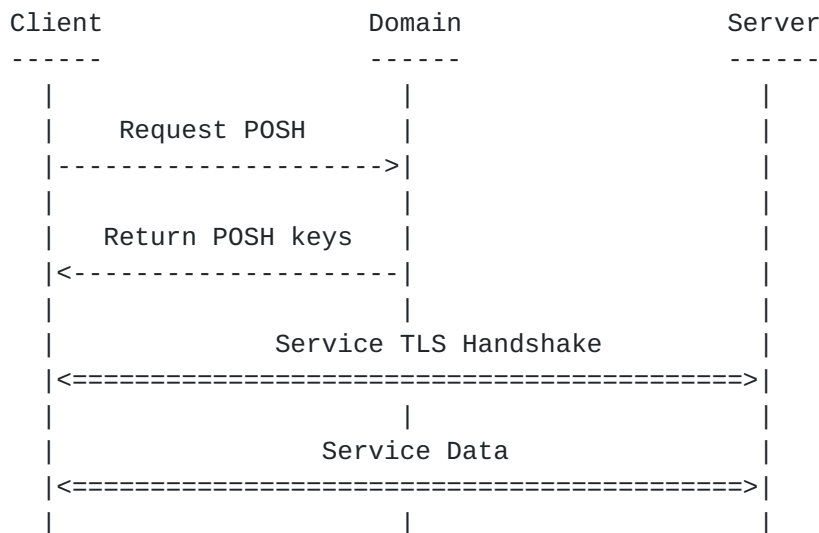 Client                 Domain                 Server
------                 ------                 ------
  |                      |                      |
  |    Request POSH      |                      |
  |--------------------->|                      |
  |                      |                      |
  |   Return POSH keys   |                      |
  |<---------------------|                      |
  |                      |                      |
  |              Service TLS Handshake          |
  |<===========================================>|
  |                      |                      |
  |                 Service Data                |
  |<===========================================>|
  |                      |                      |